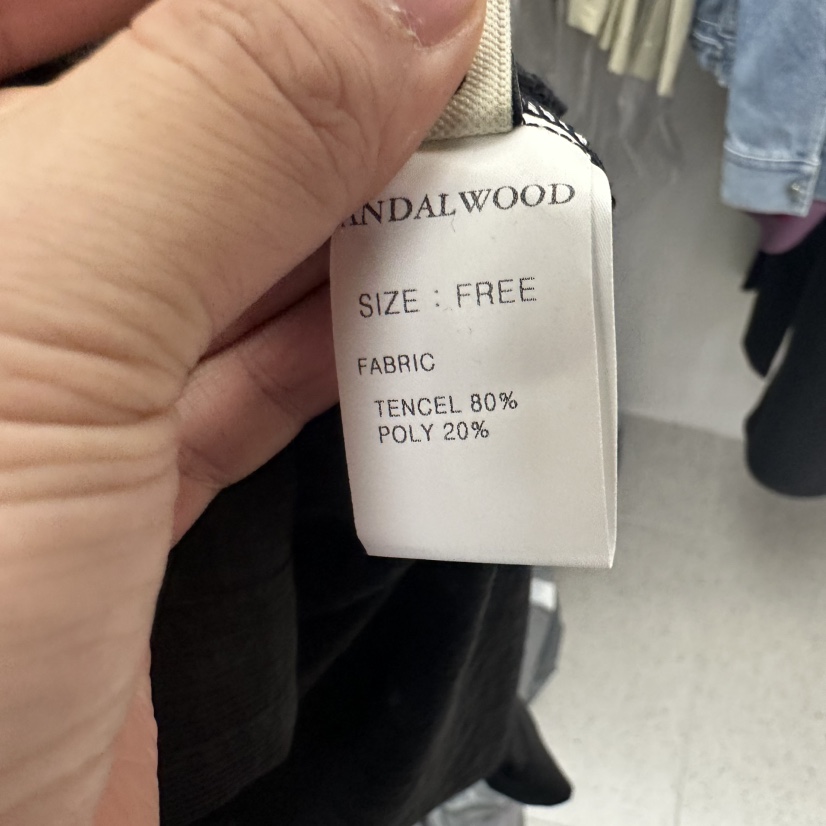 ANDALWOOD
SIZE : FREE
FABRIC
TENCEL 80%
POLY 20%